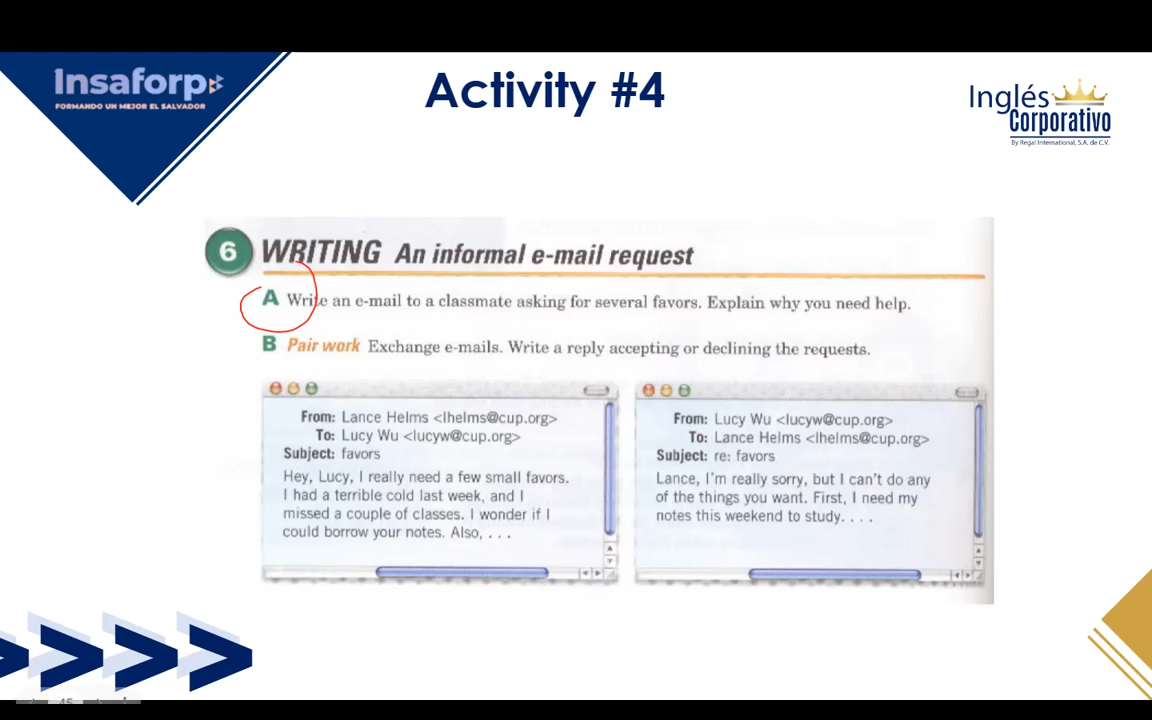 Insaforp
FORMANDO UN MEJOR EL SALVADOR
Activity #4
Inglés
Corporativo
By Regal International, S.A. de C.V.
6 WRITING An informal e-mail request
A Write an e-mail to a classmate asking for several favors. Explain why you need help.
B Pair work Exchange e-mails. Write a reply accepting or declining the requests.
From: Lance Helms <lhelms@cup.org>
To: Lucy Wu <lucyw@cup.org>
Subject: favors
Hey, Lucy, I really need a few small favors.
I had a terrible cold last week, and I
missed a couple of classes. I wonder if I
could borrow your notes. Also, . . .
From: Lucy Wu <lucyw@cup.org>
To: Lance Helms <lhelms@cup.org>
Subject: re: favors
Lance, I'm really sorry, but I can't do any
of the things you want. First, I need my
notes this weekend to study. . . .